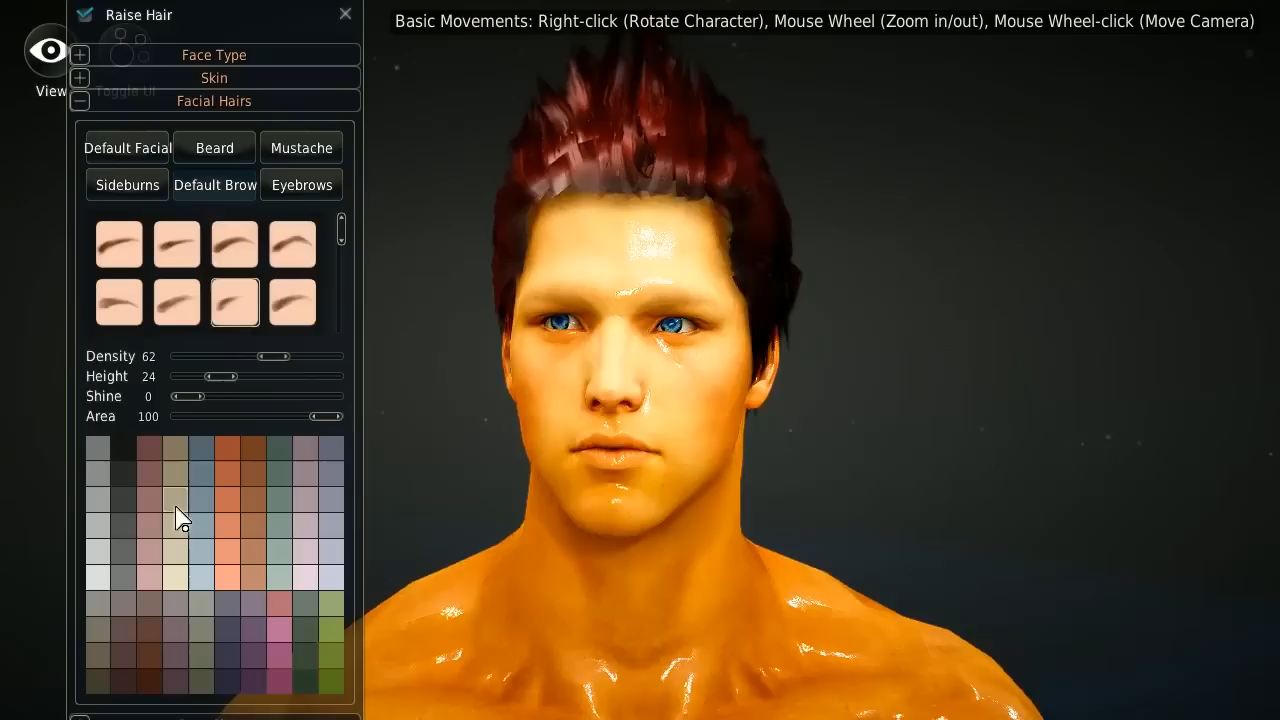 Raise Hair
Basic Movements: Right-click (Rotate Character), Mouse Wheel (Zoom in/out), Mouse Wheel-click (Move Camera)
Face Type
Skin
View
Toggle UI
Facial Hairs
Default Facial Beard Mustache
Sideburns Default Brow Eyebrows
Density 62
Height 24
Shine 0
Area 100